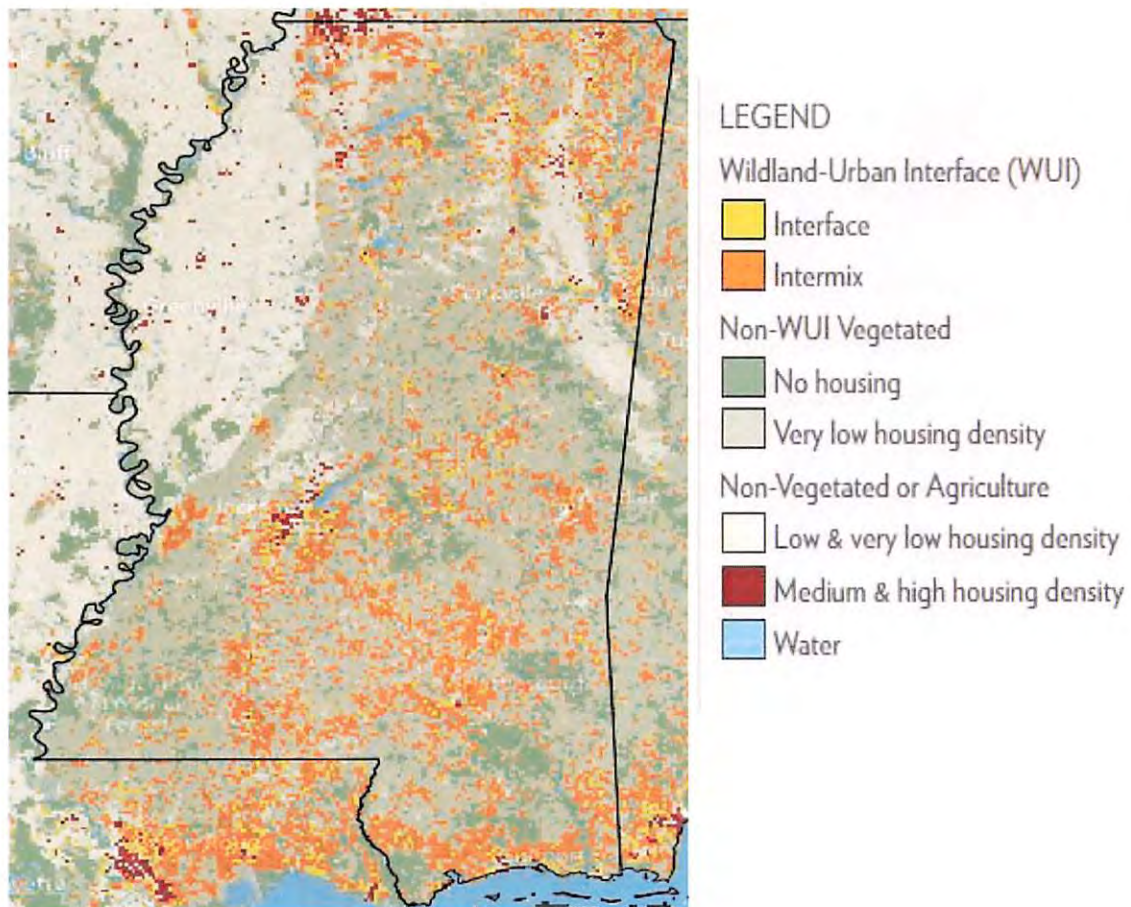 Greenville
LEGEND
Wildland-Urban Interface (WUI)
Interface
Intermix
Non-WUI Vegetated
No housing
Very low housing density
Non-Vegetated or Agriculture
Low & very low housing density
Medium & high housing density
Water